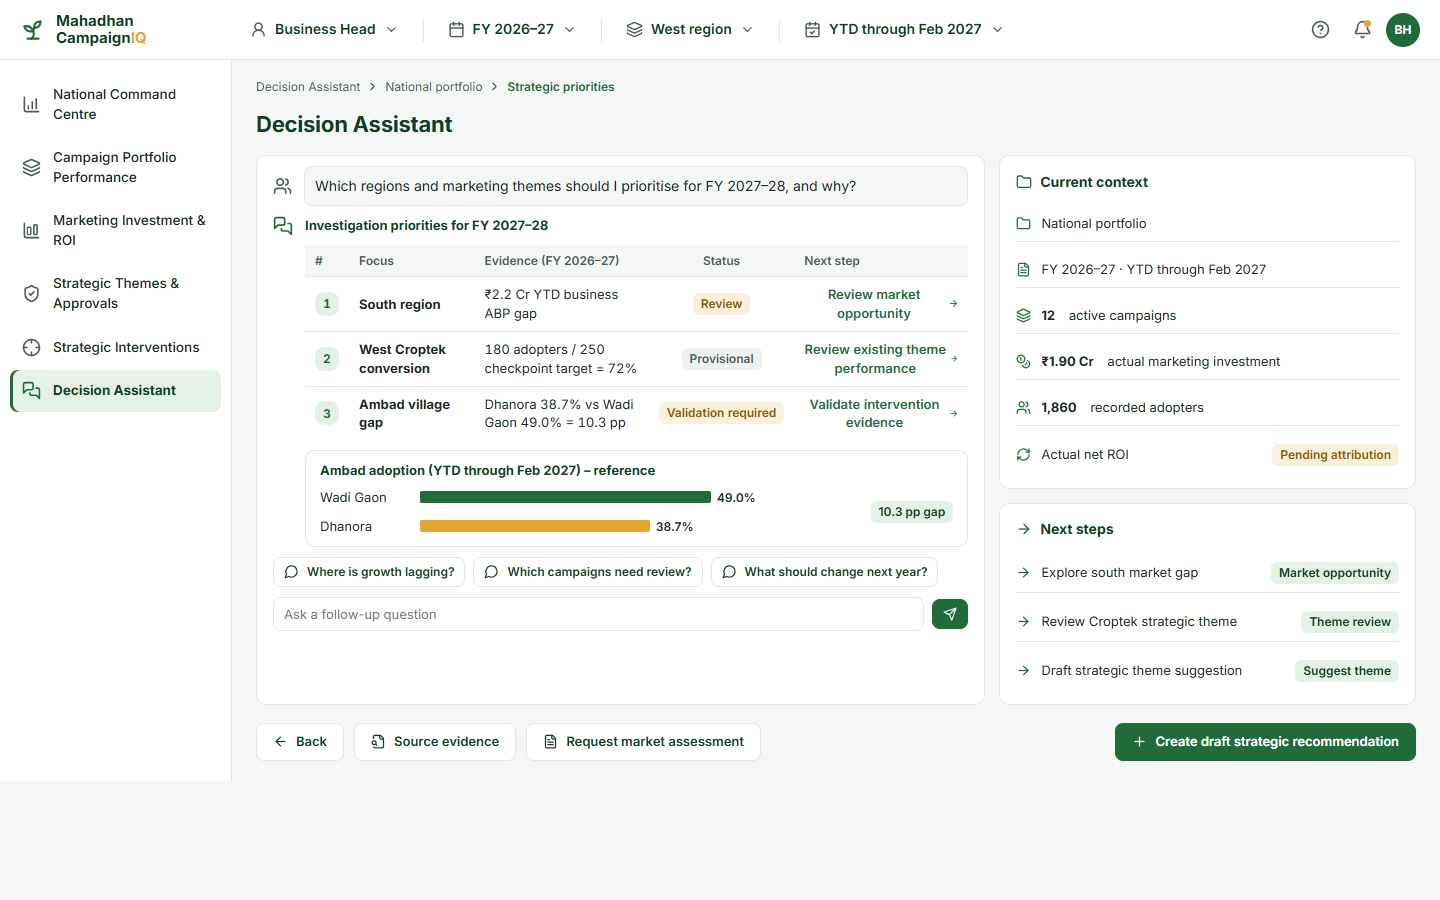 Mahadhan
CampaignIQ
Business Head
FY 2026–27
West region
YTD through Feb 2027
BH
National Command
Centre
Campaign Portfolio
Performance
Marketing Investment &
ROI
Strategic Themes &
Approvals
Strategic Interventions
Decision Assistant
Decision Assistant > National portfolio > Strategic priorities
Decision Assistant
Which regions and marketing themes should I prioritise for FY 2027–28, and why?
Investigation priorities for FY 2027–28
# Focus Evidence (FY 2026–27) Status Next step
1 South region ₹2.2 Cr YTD business ABP gap Review Review market opportunity →
2 West Croptek conversion 180 adopters / 250 checkpoint target = 72% Provisional Review existing theme performance →
3 Ambad village gap Dhanora 38.7% vs Wadi Gaon 49.0% = 10.3 pp Validation required Validate intervention evidence →
Ambad adoption (YTD through Feb 2027) – reference
Wadi Gaon 49.0%
10.3 pp gap
Dhanora 38.7%
Where is growth lagging?
Which campaigns need review?
What should change next year?
Ask a follow-up question
Current context
National portfolio
FY 2026–27 · YTD through Feb 2027
12 active campaigns
₹1.90 Cr actual marketing investment
1,860 recorded adopters
Actual net ROI Pending attribution
Next steps
Explore south market gap Market opportunity
Review Croptek strategic theme Theme review
Draft strategic theme suggestion Suggest theme
Back
Source evidence
Request market assessment
Create draft strategic recommendation